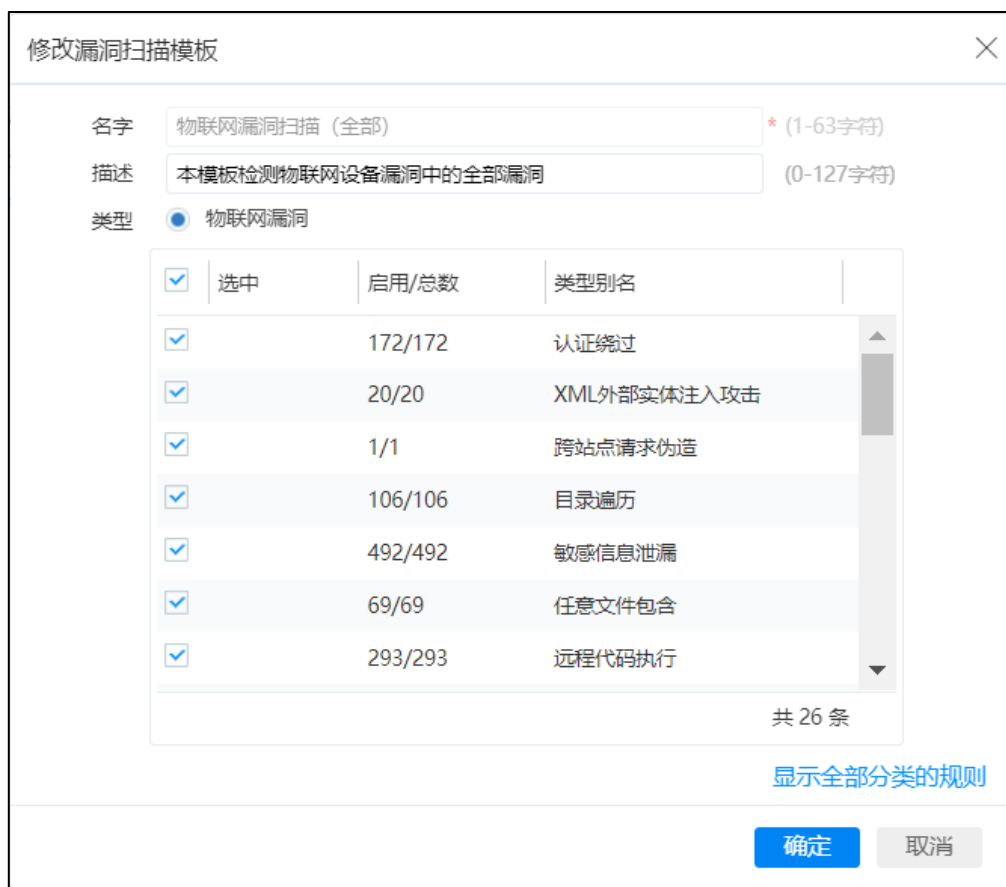 修改漏洞扫描模板
名字 物联网漏洞扫描（全部） * (1-63字符)
描述 本模板检测物联网设备漏洞中的全部漏洞 (0-127字符)
类型 物联网漏洞
选中 启用/总数 类型别名
172/172 认证绕过
20/20 XML外部实体注入攻击
1/1 跨站点请求伪造
106/106 目录遍历
492/492 敏感信息泄漏
69/69 任意文件包含
293/293 远程代码执行
共 26 条
显示全部分类的规则
确定 取消